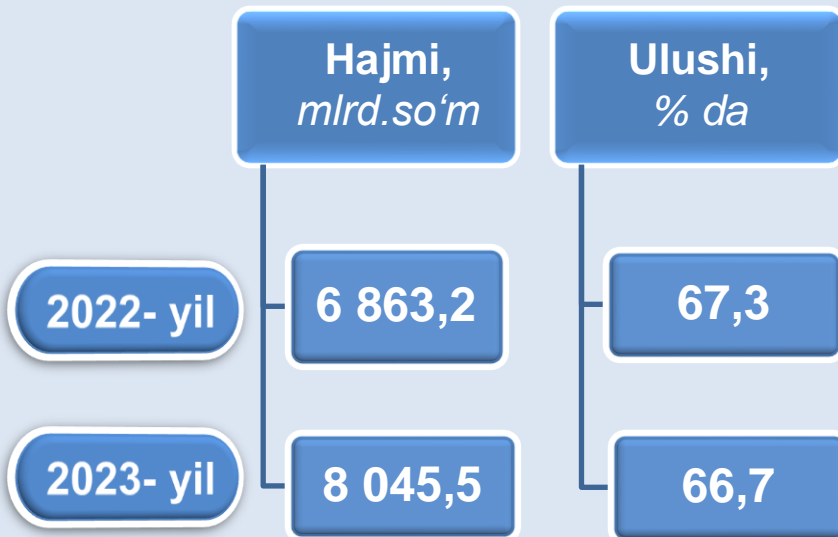 Hajmi,
mlrd.so‘m
Ulushi,
% da
2022- yil
6 863,2
67,3
2023- yil
8 045,5
66,7